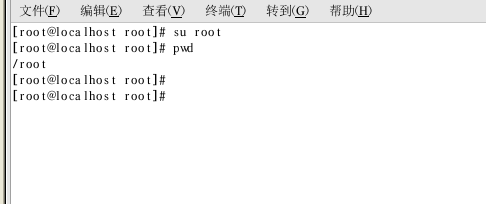 文件(F) 编辑(E) 查看(V) 终端(T) 转到(G) 帮助(H)
[root@localhost root]# su root
[root@localhost root]# pwd
/root
[root@localhost root]#
[root@localhost root]#